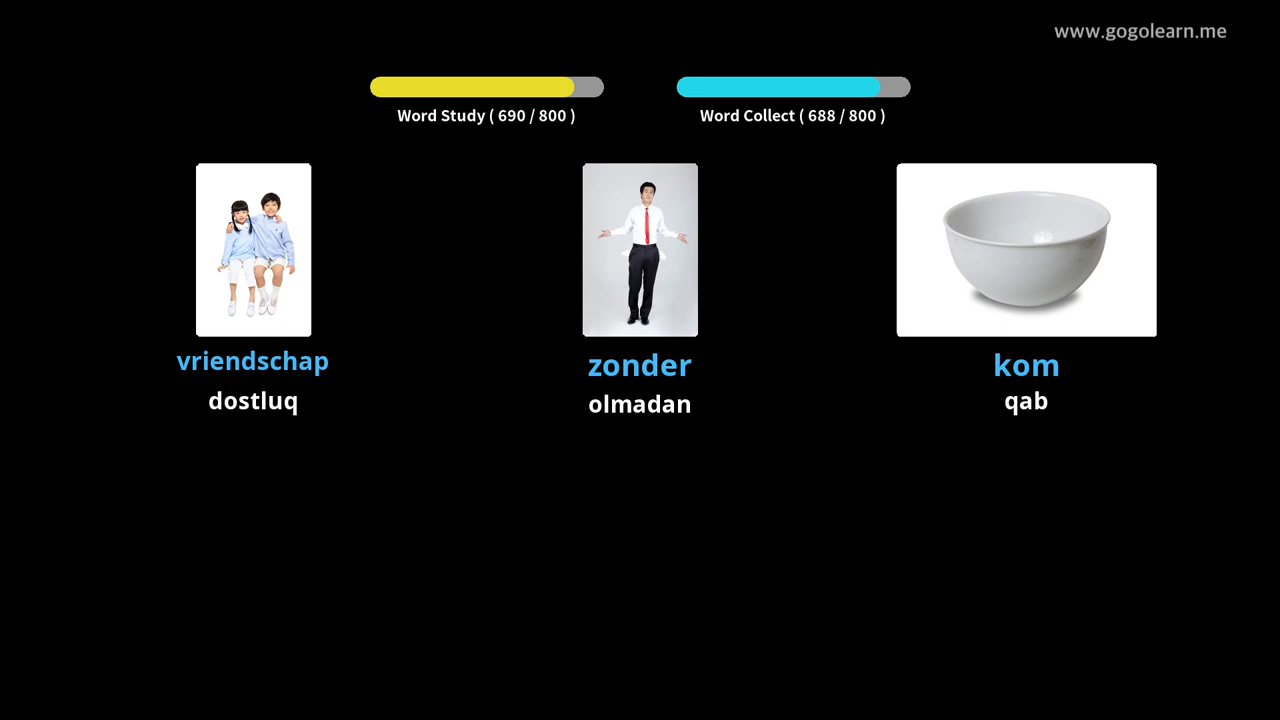 www.gogolearn.me
Word Study ( 690 / 800 )
Word Collect ( 688 / 800 )
vriendschap
dostluq
zonder
olmadan
kom
qab